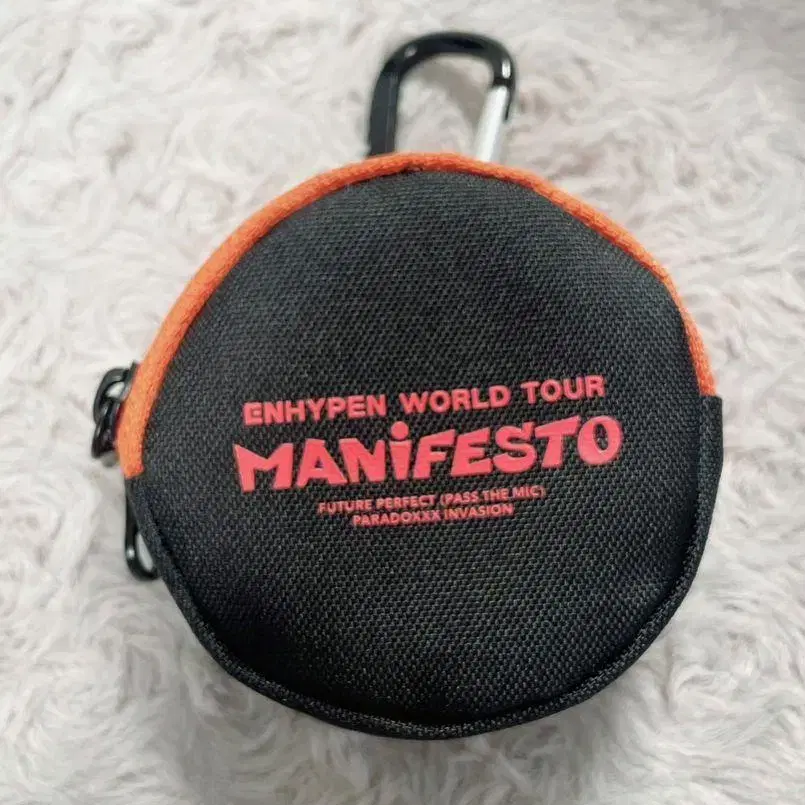 ENHYPEN WORLD TOUR
MANiFESTO
FUTURE PERFECT (PASS THE MIC)
PARADOXXX INVASION